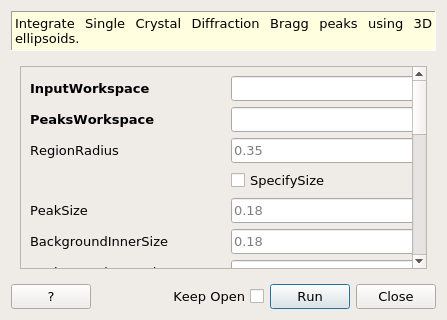 Integrate Single Crystal Diffraction Bragg peaks using 3D
ellipsoids.
InputWorkspace
PeaksWorkspace
RegionRadius 0.35
SpecifySize
PeakSize 0.18
BackgroundInnerSize 0.18
? Keep Open Run Close